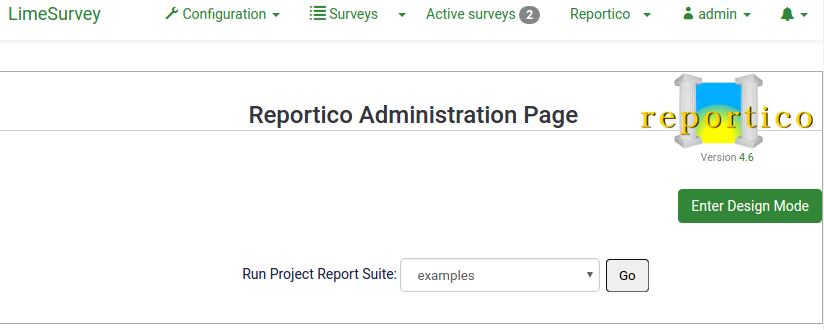 LimeSurvey Configuration Surveys Active surveys 2 Reportico admin
Reportico Administration Page
reportico
Version 4.6
Enter Design Mode
Run Project Report Suite: examples Go